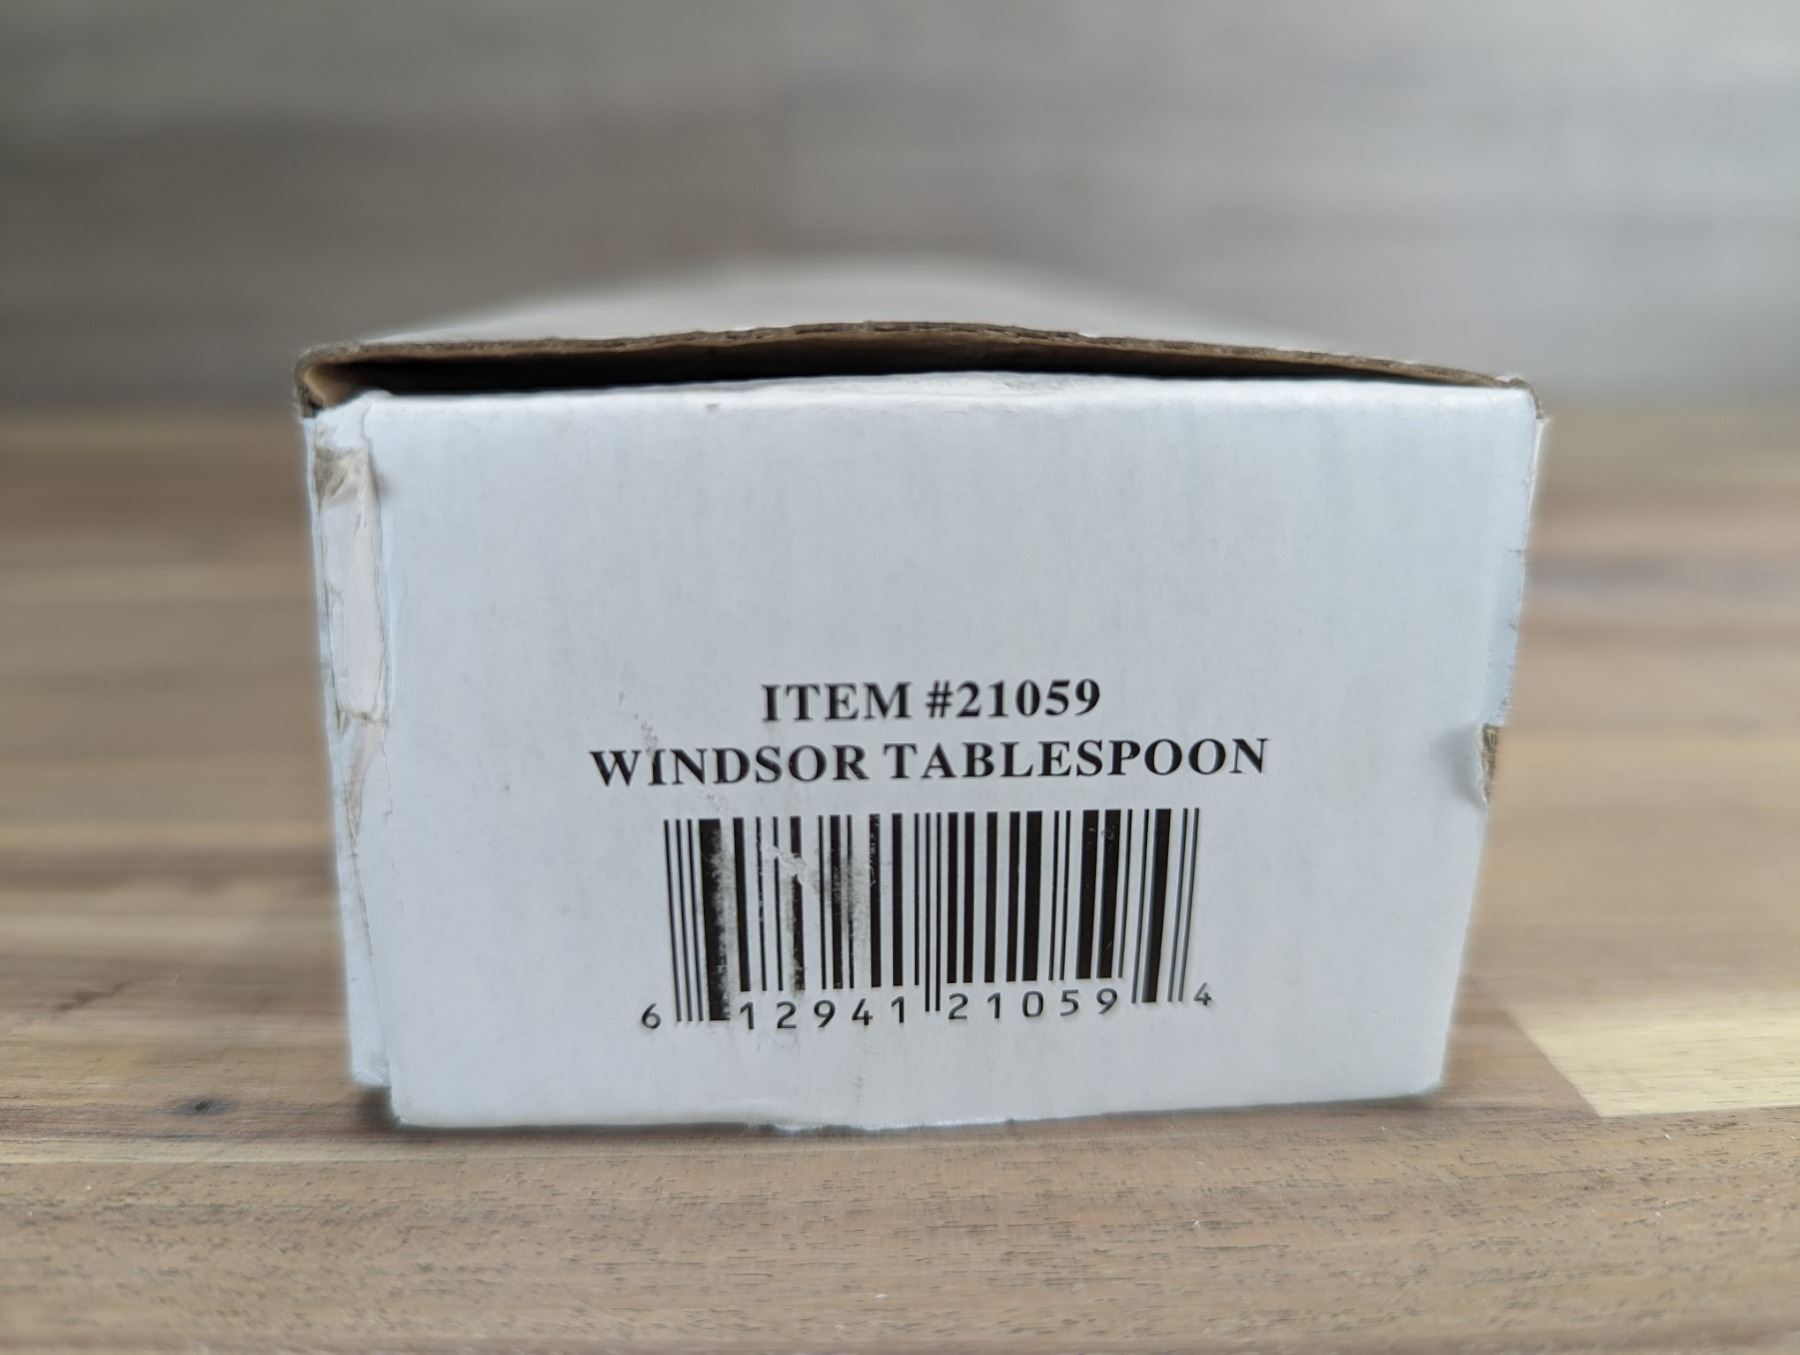 ITEM #21059
WINDSOR TABLESPOON
6 12941 21059 4